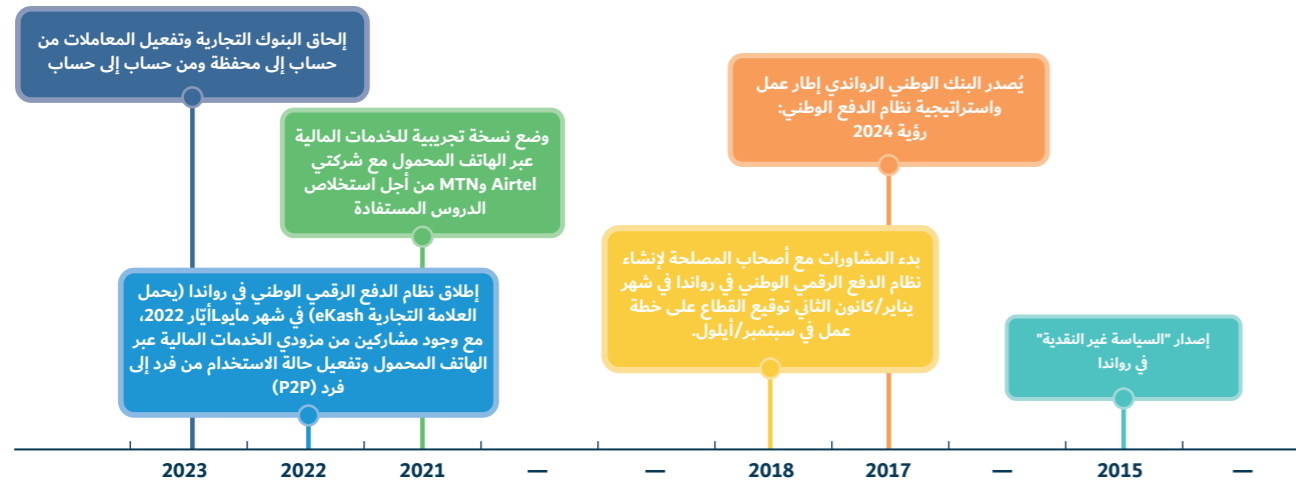 إلحاق البنوك التجارية وتفعيل المعاملات من
حساب إلى محفظة ومن حساب إلى حساب
يُصدر البنك الوطني الرواندي إطار عمل
واستراتيجية نظام الدفع الوطني:
رؤية 2024
وضع نسخة تجريبية للخدمات المالية
عبر الهاتف المحمول مع شركتي
Airtel وMTN من أجل استخلاص
الدروس المستفادة
بدء المشاورات مع أصحاب المصلحة لإنشاء
نظام الدفع الرقمي الوطني في رواندا في شهر
يناير/كانون الثاني توقيع القطاع على خطة
عمل في سبتمبر/أيلول.
إطلاق نظام الدفع الرقمي الوطني في رواندا (يحمل
العلامة التجارية eKash) في شهر مايوLأيّار 2022،
مع وجود مشاركين من مزودي الخدمات المالية عبر
الهاتف المحمول وتفعيل حالة الاستخدام من فرد إلى
فرد (P2P)
إصدار "السياسة غير النقدية"
في رواندا
— 2015 — 2017 2018 — — 2021 2022 2023